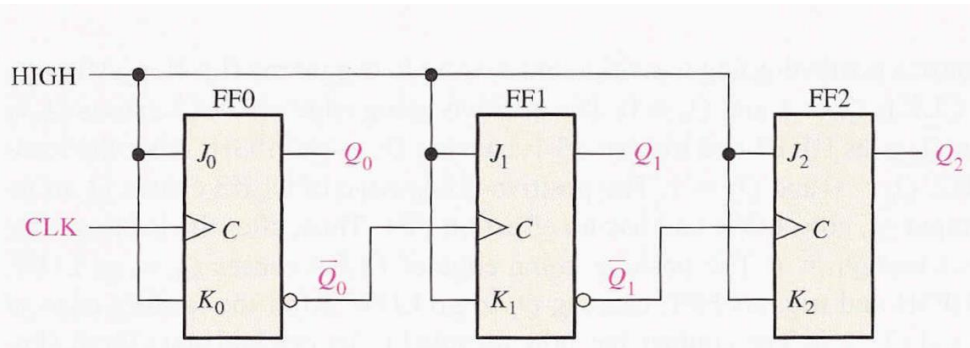 HIGH
FF0 FF1 FF2
J₀ Q₀ J₁ Q₁ J₂ Q₂
CLK C C C
K₀ Q̅₀ K₁ Q̅₁ K₂